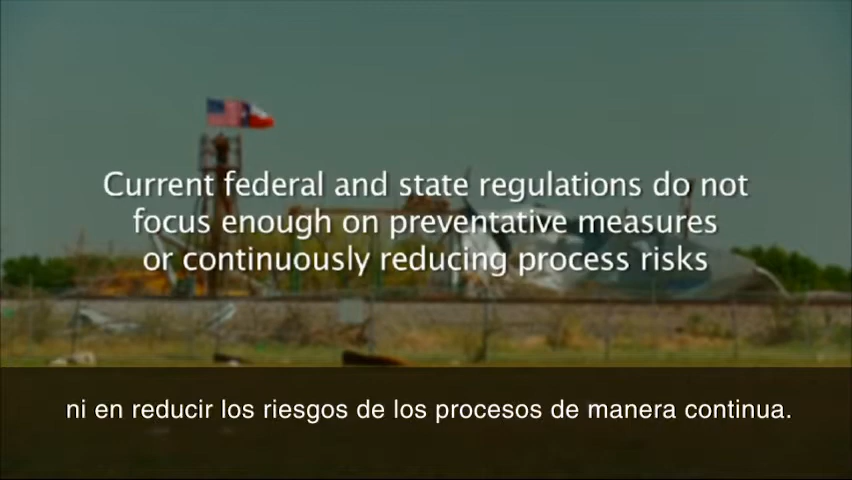 Current federal and state regulations do not
focus enough on preventative measures
or continuously reducing process risks
ni en reducir los riesgos de los procesos de manera continua.